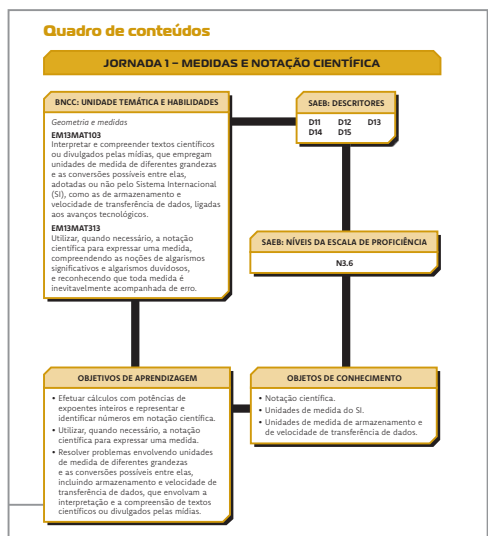 Quadro de conteúdos
JORNADA 1 – MEDIDAS E NOTAÇÃO CIENTÍFICA
BNCC: UNIDADE TEMÁTICA E HABILIDADES
Geometria e medidas
EM13MAT103
Interpretar e compreender textos científicos
ou divulgados pelas mídias, que empregam
unidades de medida de diferentes grandezas
e as conversões possíveis entre elas,
adotadas ou não pelo Sistema Internacional
(SI), como as de armazenamento e
velocidade de transferência de dados, ligadas
aos avanços tecnológicos.
EM13MAT313
Utilizar, quando necessário, a notação
científica para expressar uma medida,
compreendendo as noções de algarismos
significativos e algarismos duvidosos,
e reconhecendo que toda medida é
inevitavelmente acompanhada de erro.
SAEB: DESCRITORES
D11 D12 D13
D14 D15
SAEB: NÍVEIS DA ESCALA DE PROFICIÊNCIA
N3.6
OBJETIVOS DE APRENDIZAGEM
• Efetuar cálculos com potências de
expoentes inteiros e representar e
identificar números em notação científica.
• Utilizar, quando necessário, a notação
científica para expressar uma medida.
• Resolver problemas envolvendo unidades
de medida de diferentes grandezas
e as conversões possíveis entre elas,
incluindo armazenamento e velocidade de
transferência de dados, que envolvam a
interpretação e a compreensão de textos
científicos ou divulgados pelas mídias.
OBJETOS DE CONHECIMENTO
• Notação científica.
• Unidades de medida do SI.
• Unidades de medida de armazenamento e
de velocidade de transferência de dados.